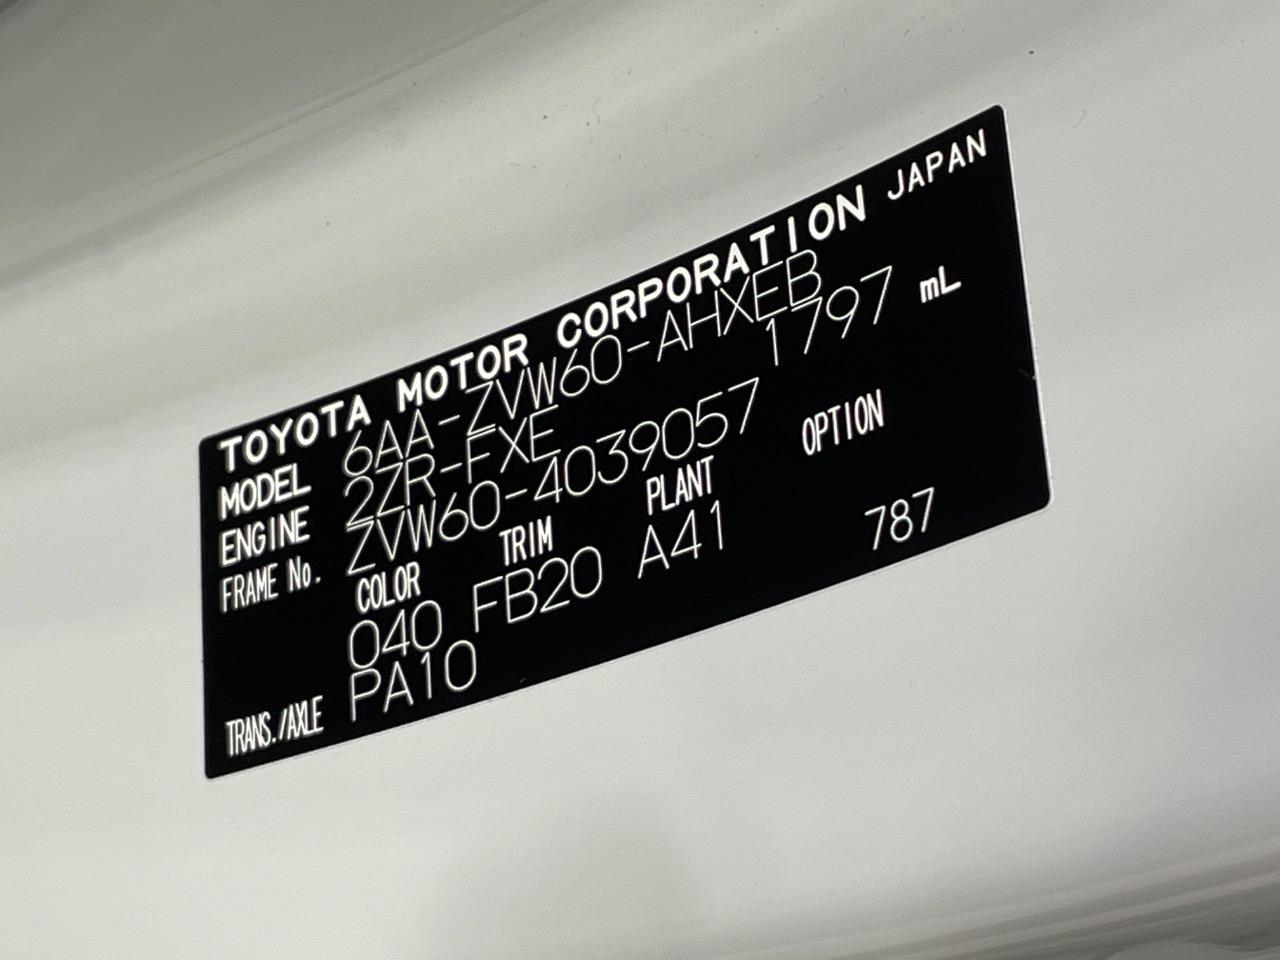 TOYOTA MOTOR CORPORATION JAPAN
MODEL 6AA-ZVW60-AHXEB
ENGINE 2ZR-FXE 1797 mL
FRAME No. ZVW60-4039057
COLOR TRIM PLANT OPTION
040 FB20 A41 787
TRANS./AXLE PA10